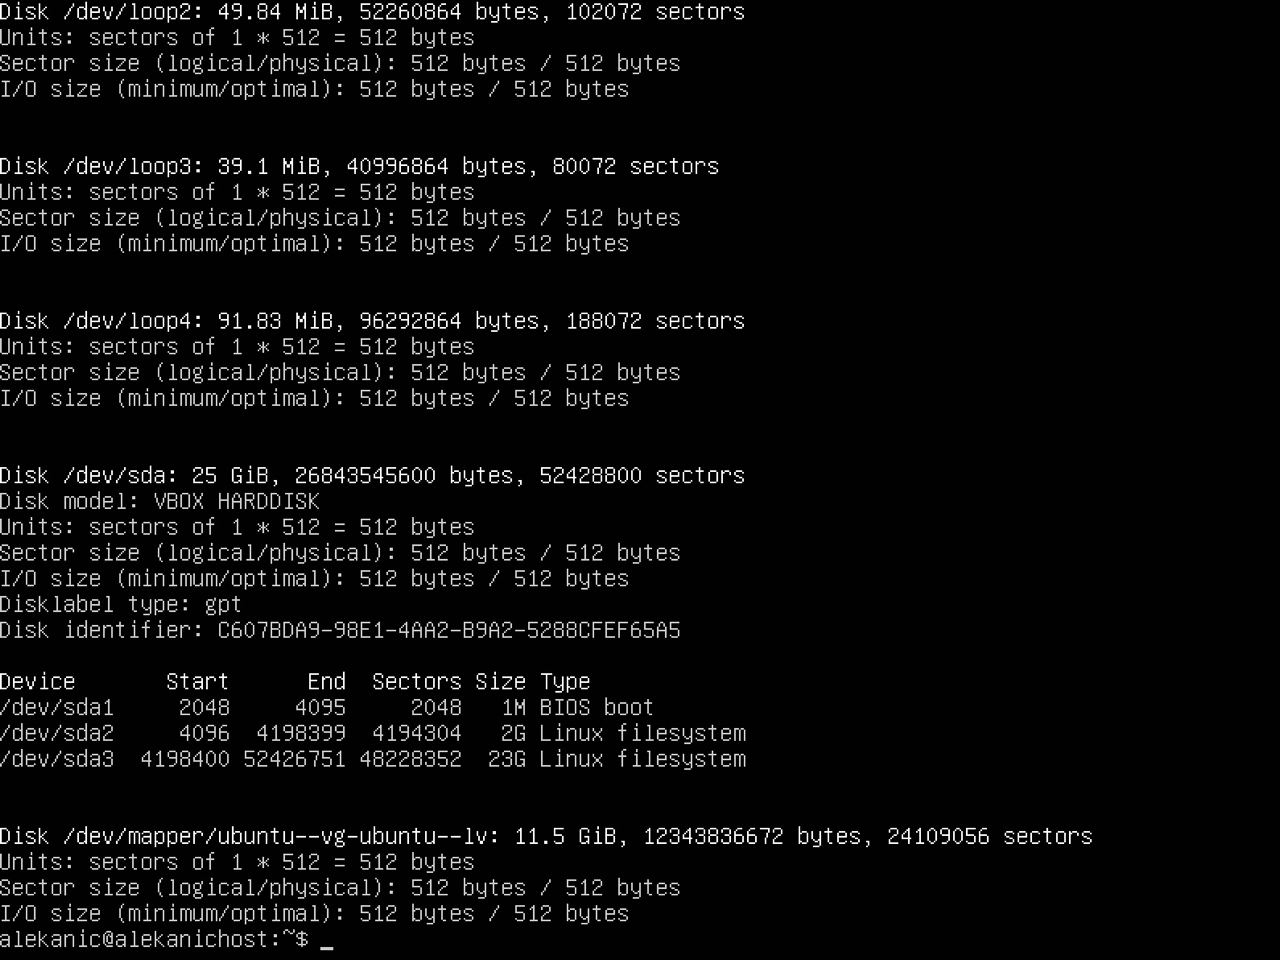 Disk /dev/loop2: 49.84 MiB, 52260864 bytes, 102072 sectors
Units: sectors of 1 * 512 = 512 bytes
Sector size (logical/physical): 512 bytes / 512 bytes
I/O size (minimum/optimal): 512 bytes / 512 bytes
Disk /dev/loop3: 39.1 MiB, 40996864 bytes, 80072 sectors
Units: sectors of 1 * 512 = 512 bytes
Sector size (logical/physical): 512 bytes / 512 bytes
I/O size (minimum/optimal): 512 bytes / 512 bytes
Disk /dev/loop4: 91.83 MiB, 96292864 bytes, 188072 sectors
Units: sectors of 1 * 512 = 512 bytes
Sector size (logical/physical): 512 bytes / 512 bytes
I/O size (minimum/optimal): 512 bytes / 512 bytes
Disk /dev/sda: 25 GiB, 26843545600 bytes, 52428800 sectors
Disk model: VBOX HARDDISK
Units: sectors of 1 * 512 = 512 bytes
Sector size (logical/physical): 512 bytes / 512 bytes
I/O size (minimum/optimal): 512 bytes / 512 bytes
Disklabel type: gpt
Disk identifier: C607BDA9-98E1-4AA2-B9A2-5288CFEF65A5
Device       Start      End  Sectors Size Type
/dev/sda1     2048     4095     2048   1M BIOS boot
/dev/sda2     4096  4198399  4194304   2G Linux filesystem
/dev/sda3  4198400 52426751 48228352  23G Linux filesystem
Disk /dev/mapper/ubuntu--vg-ubuntu--lv: 11.5 GiB, 12343836672 bytes, 24109056 sectors
Units: sectors of 1 * 512 = 512 bytes
Sector size (logical/physical): 512 bytes / 512 bytes
I/O size (minimum/optimal): 512 bytes / 512 bytes
alekanic@alekanichost:~$ _